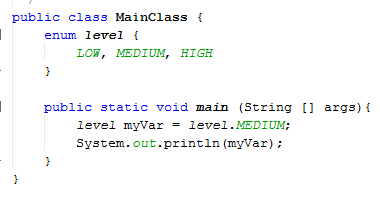 public class MainClass {
enum level {
LOW, MEDIUM, HIGH
}
public static void main (String [] args){
level myVar = level.MEDIUM;
System.out.println(myVar);
}
}